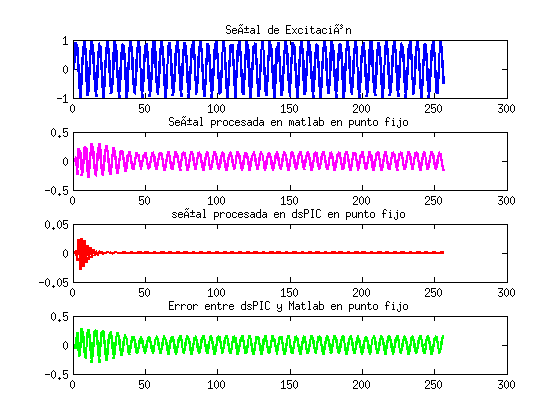 SeÃ±al de ExcitaciÃ³n
1
0
-1
0 50 100 150 200 250 300
SeÃ±al procesada en matlab en punto fijo
0.5
0
-0.5
0 50 100 150 200 250 300
seÃ±al procesada en dsPIC en punto fijo
0.05
0
-0.05
0 50 100 150 200 250 300
Error entre dsPIC y Matlab en punto fijo
0.5
0
-0.5
0 50 100 150 200 250 300